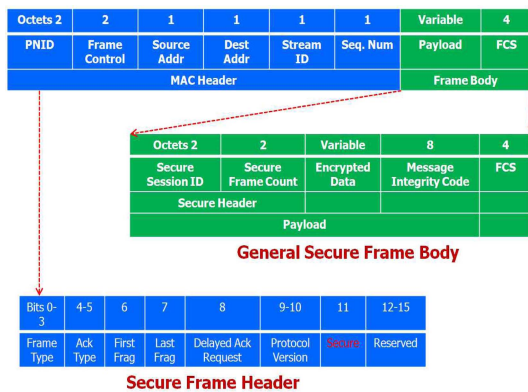 Octets 2 2 1 1 1 1 Variable 4
PNID Frame Control Source Addr Dest Addr Stream ID Seq. Num Payload FCS
MAC Header Frame Body
Octets 2 2 Variable 8 4
Secure Session ID Secure Frame Count Encrypted Data Message Integrity Code FCS
Secure Header
Payload
General Secure Frame Body
Bits 0-3 4-5 6 7 8 9-10 11 12-15
Frame Type Ack Type First Frag Last Frag Delayed Ack Request Protocol Version Secure Reserved
Secure Frame Header